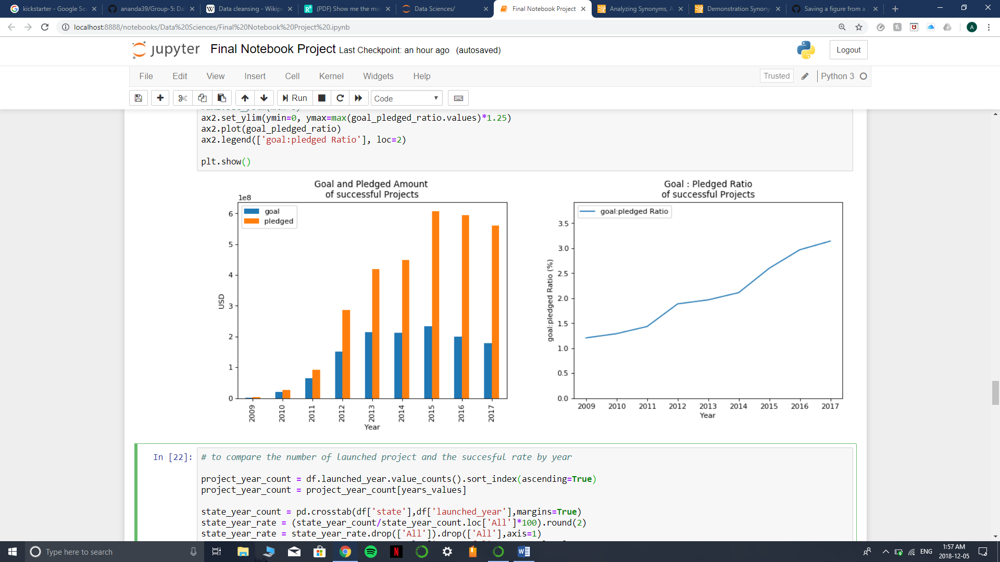 kickstarter - Google Se
ananda39/Group-5: Da
Data cleansing - Wikipe
(PDF) Show me the mo
Data Sciences/
Final Notebook Project
Analyzing Synonyms, A
Demonstration Synony
Saving a figure from a
localhost:8888/notebooks/Data%20Sciences/Final%20Notebook%20Project%20.ipynb
A
jupyter Final Notebook Project Last Checkpoint: an hour ago (autosaved)
Logout
File Edit View Insert Cell Kernel Widgets Help
Trusted Python 3
Run Code
ax2.set_ylim(ymin=0, ymax=max(goal_pledged_ratio.values)*1.25)
ax2.plot(goal_pledged_ratio)
ax2.legend(['goal:pledged Ratio'], loc=2)
plt.show()
Goal and Pledged Amount
of successful Projects
1e8
goal
pledged
6
5
4
3
2
1
0
USD
2009 2010 2011 2012 2013 2014 2015 2016 2017
Year
Goal : Pledged Ratio
of successful Projects
goal:pledged Ratio
3.5
3.0
2.5
2.0
1.5
1.0
0.5
0.0
goal:pledged Ratio (%)
2009 2010 2011 2012 2013 2014 2015 2016 2017
Year
In [22]:
# to compare the number of launched project and the succesful rate by year
project_year_count = df.launched_year.value_counts().sort_index(ascending=True)
project_year_count = project_year_count[years_values]
state_year_count = pd.crosstab(df['state'],df['launched_year'],margins=True)
state_year_rate = (state_year_count/state_year_count.loc['All']*100).round(2)
state_year_rate = state_year_rate.drop(['All']).drop(['All'],axis=1)
Type here to search
ENG
1:57 AM
2018-12-05